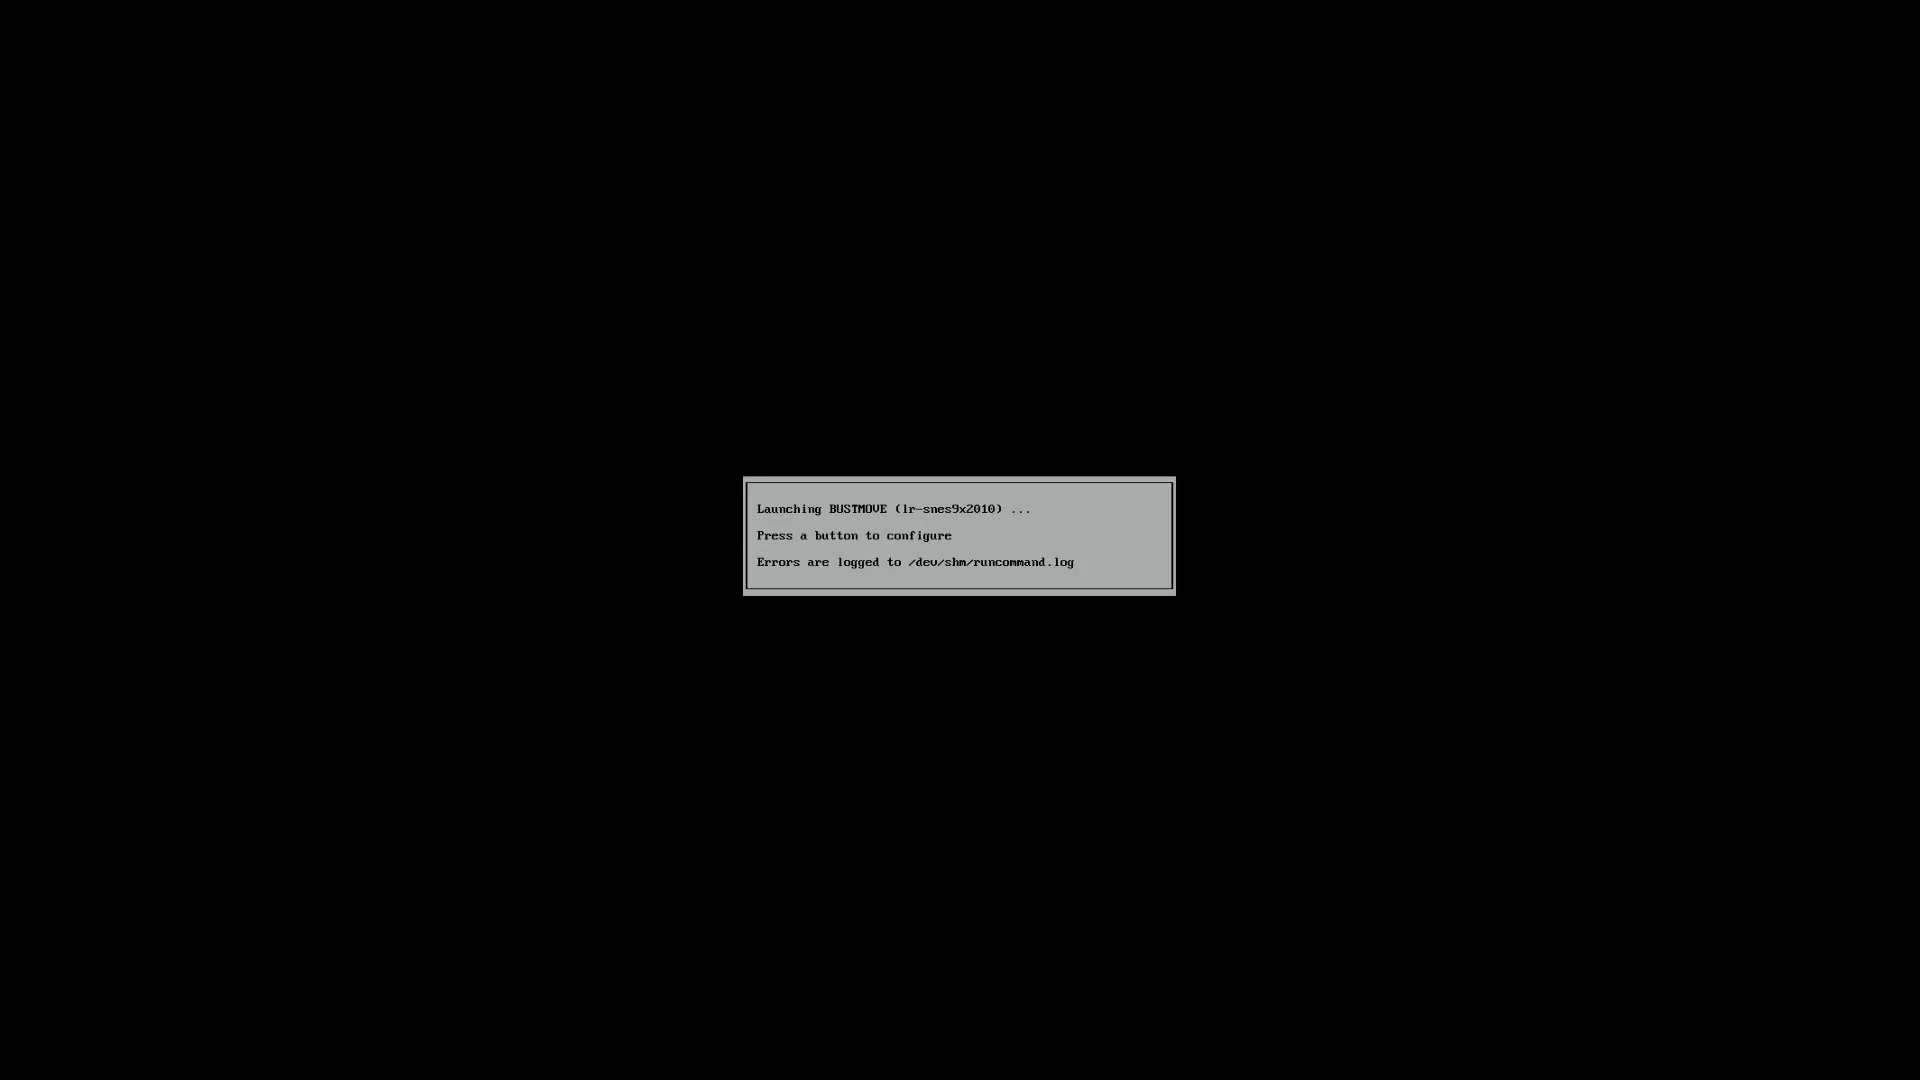 Launching BUSTMOVE (lr-snes9x2010) ...
Press a button to configure
Errors are logged to /dev/shm/runcommand.log